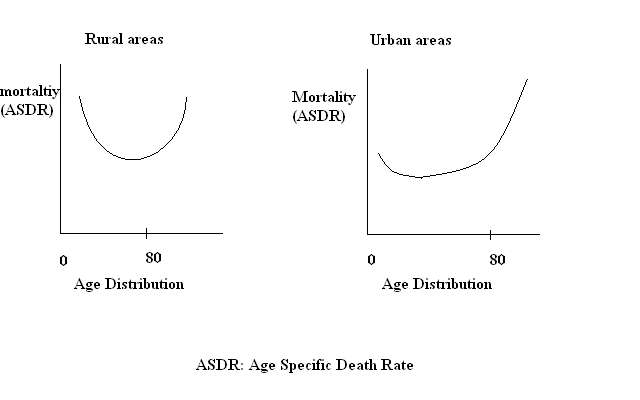 Rural areas
mortaltiy
(ASDR)
0
80
Age Distribution
Urban areas
Mortality
(ASDR)
0
80
Age Distribution
ASDR: Age Specific Death Rate